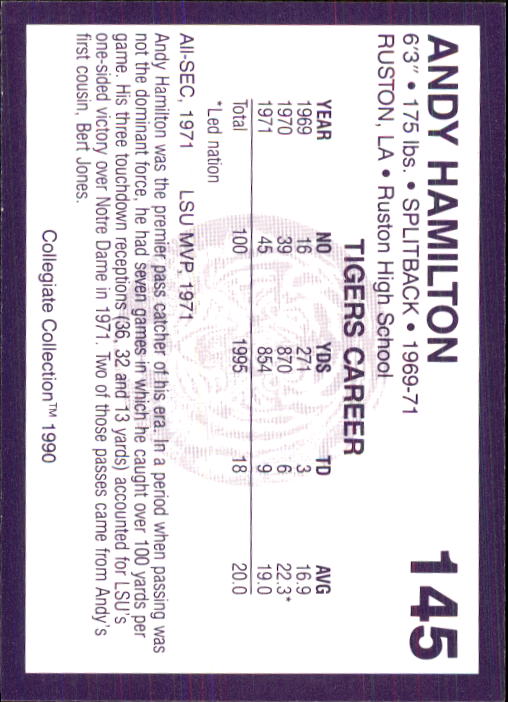 ANDY HAMILTON 145
6'3" • 175 lbs. • SPLITBACK • 1969-71
RUSTON, LA • Ruston High School
TIGERS CAREER
YEAR NO YDS TD AVG
1969 16 271 3 16.9
1970 39 870 6 22.3*
1971 45 854 9 19.0
Total 100 1995 18 20.0
*Led nation
All-SEC, 1971 LSU MVP, 1971
Andy Hamilton was the premier pass catcher of his era. In a period when passing was
not the dominant force, he had seven games in which he caught over 100 yards per
game. His three touchdown receptions (36, 32 and 13 yards) accounted for LSU's
one-sided victory over Notre Dame in 1971. Two of those passes came from Andy's
first cousin, Bert Jones.
Collegiate Collection™ 1990